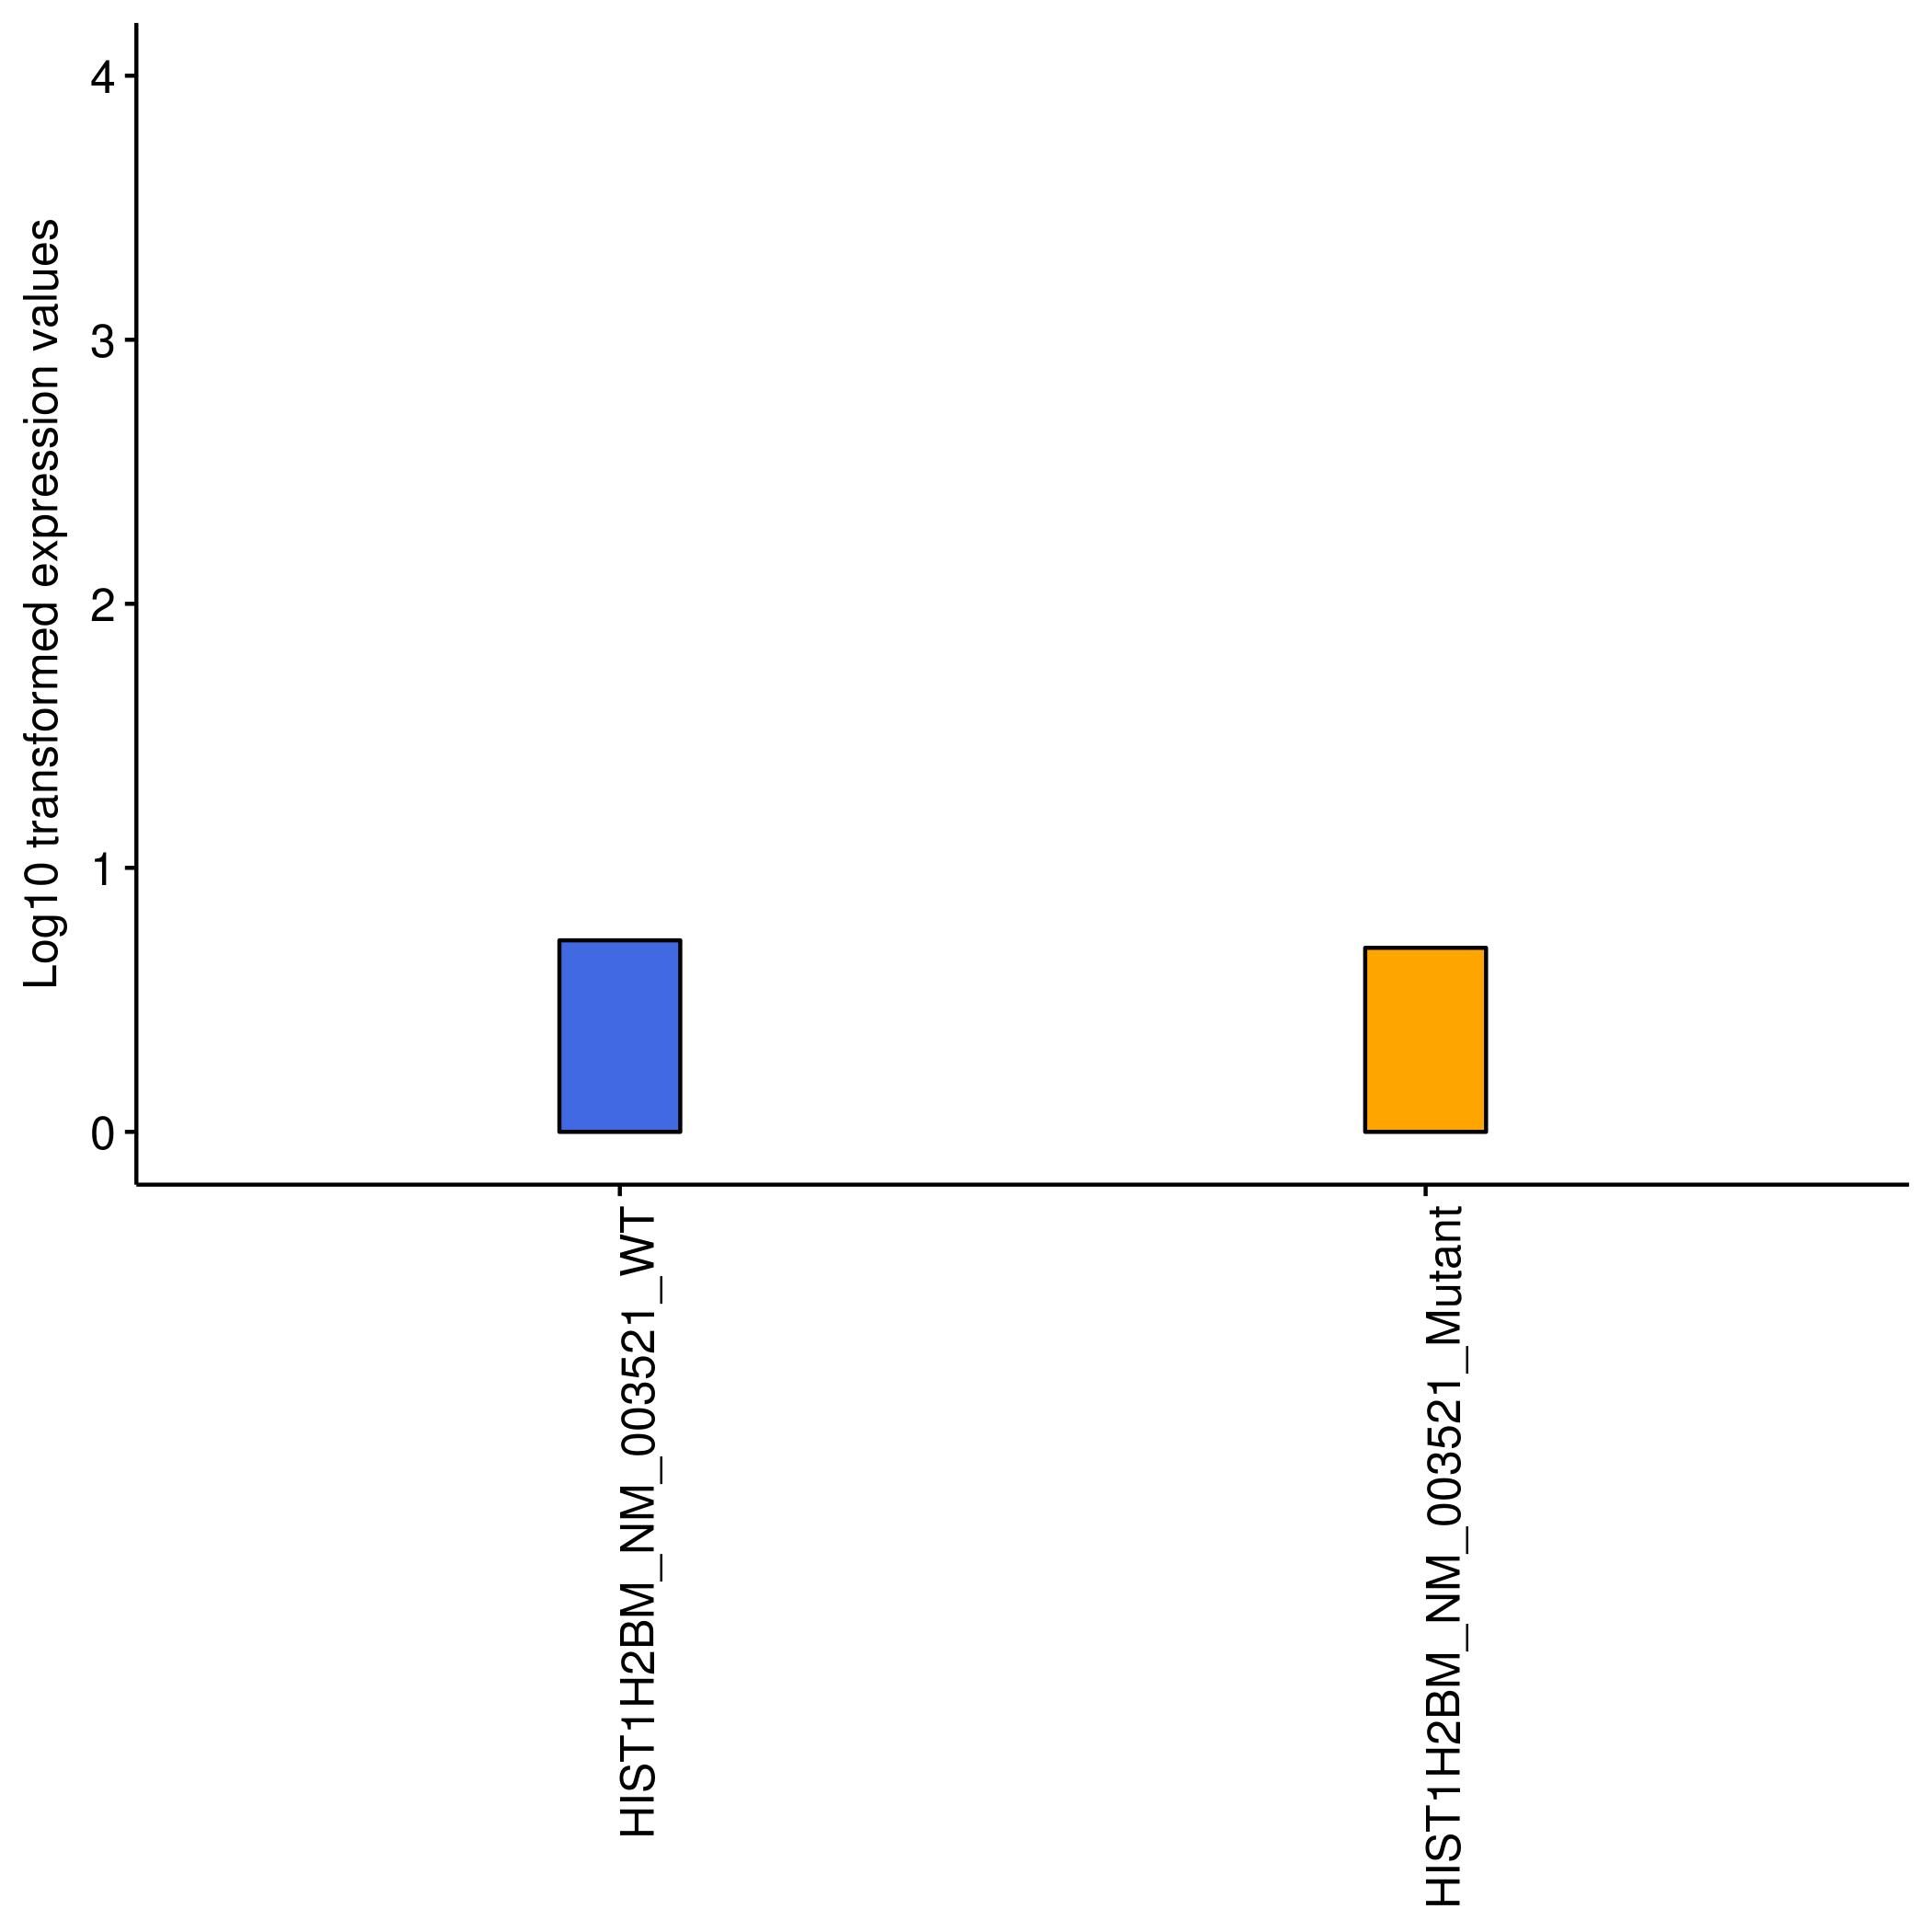 Log10 transformed expression values
4
3
2
1
0
HIST1H2BM_NM_003521_WT
HIST1H2BM_NM_003521_Mutant